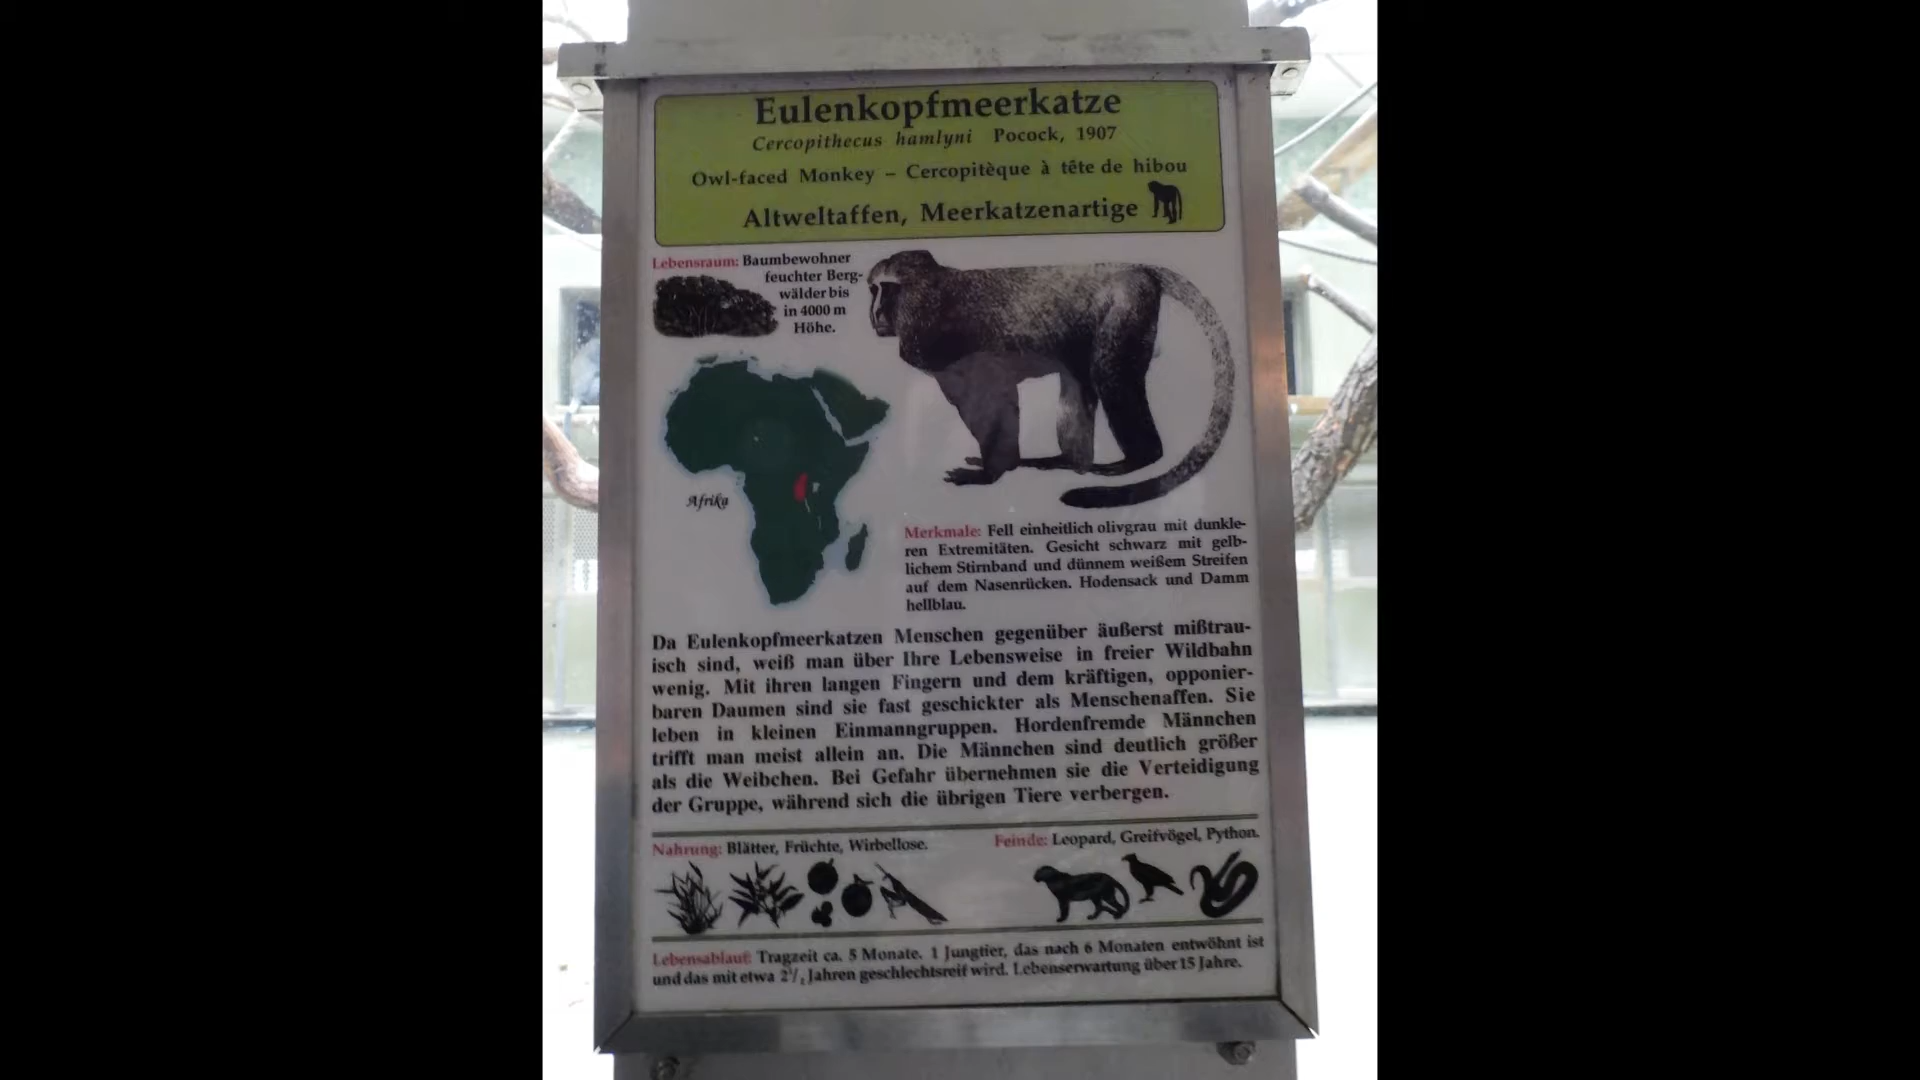 Eulenkopfmeerkatze
Cercopithecus hamlyni Pocock, 1907
Owl-faced Monkey – Cercopitèque à tête de hibou
Altweltaffen, Meerkatzenartige
Lebensraum: Baumbewohner
feuchter Berg-
wälder bis
in 4000 m
Höhe.
Afrika
Merkmale: Fell einheitlich olivgrau mit dunkle-
ren Extremitäten. Gesicht schwarz mit gelb-
lichem Stirnband und dünnem weißem Streifen
auf dem Nasenrücken. Hodensack und Damm
hellblau.
Da Eulenkopfmeerkatzen Menschen gegenüber äußerst mißtrau-
isch sind, weiß man über Ihre Lebensweise in freier Wildbahn
wenig. Mit ihren langen Fingern und dem kräftigen, opponier-
baren Daumen sind sie fast geschickter als Menschenaffen. Sie
leben in kleinen Einmanngruppen. Hordenfremde Männchen
trifft man meist allein an. Die Männchen sind deutlich größer
als die Weibchen. Bei Gefahr übernehmen sie die Verteidigung
der Gruppe, während sich die übrigen Tiere verbergen.
Nahrung: Blätter, Früchte, Wirbellose.
Feinde: Leopard, Greifvögel, Python.
Lebensablauf: Tragzeit ca. 5 Monate. 1 Jungtier, das nach 6 Monaten entwöhnt ist
und das mit etwa 2 1/2 Jahren geschlechtsreif wird. Lebenserwartung über 15 Jahre.